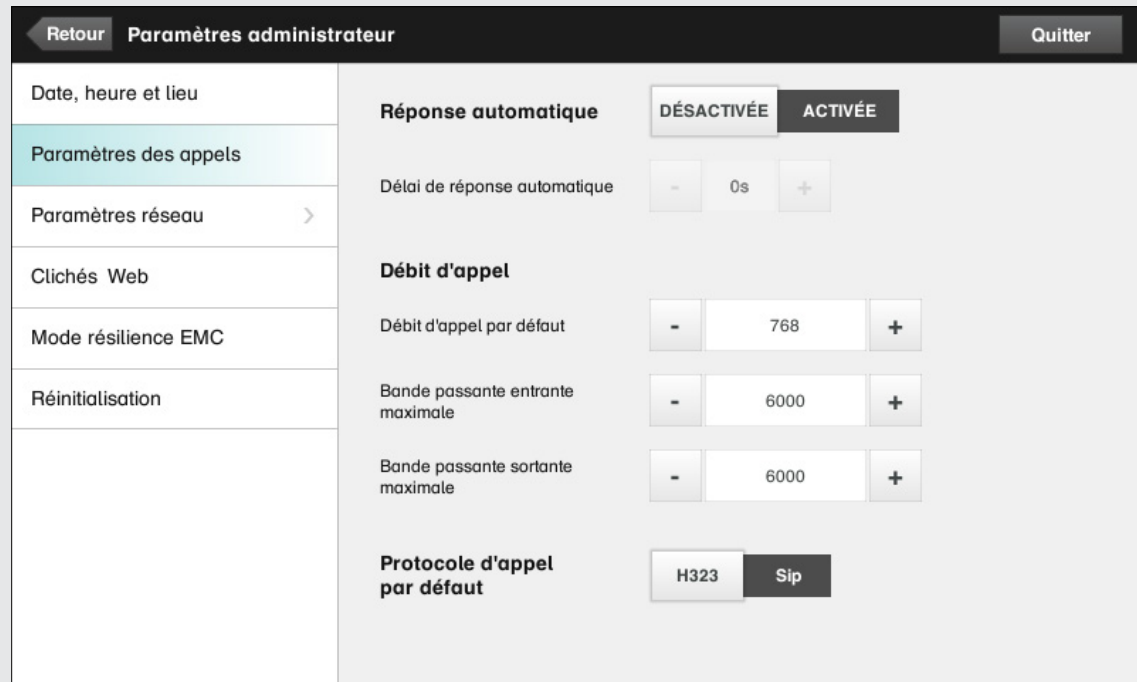 Retour
Paramètres administrateur
Quitter
Date, heure et lieu
Paramètres des appels
Paramètres réseau
Clichés Web
Mode résilience EMC
Réinitialisation
Réponse automatique
DÉSACTIVÉE
ACTIVÉE
Délai de réponse automatique
-
0s
+
Débit d'appel
Débit d'appel par défaut
-
768
+
Bande passante entrante
maximale
-
6000
+
Bande passante sortante
maximale
-
6000
+
Protocole d'appel
par défaut
H323
Sip